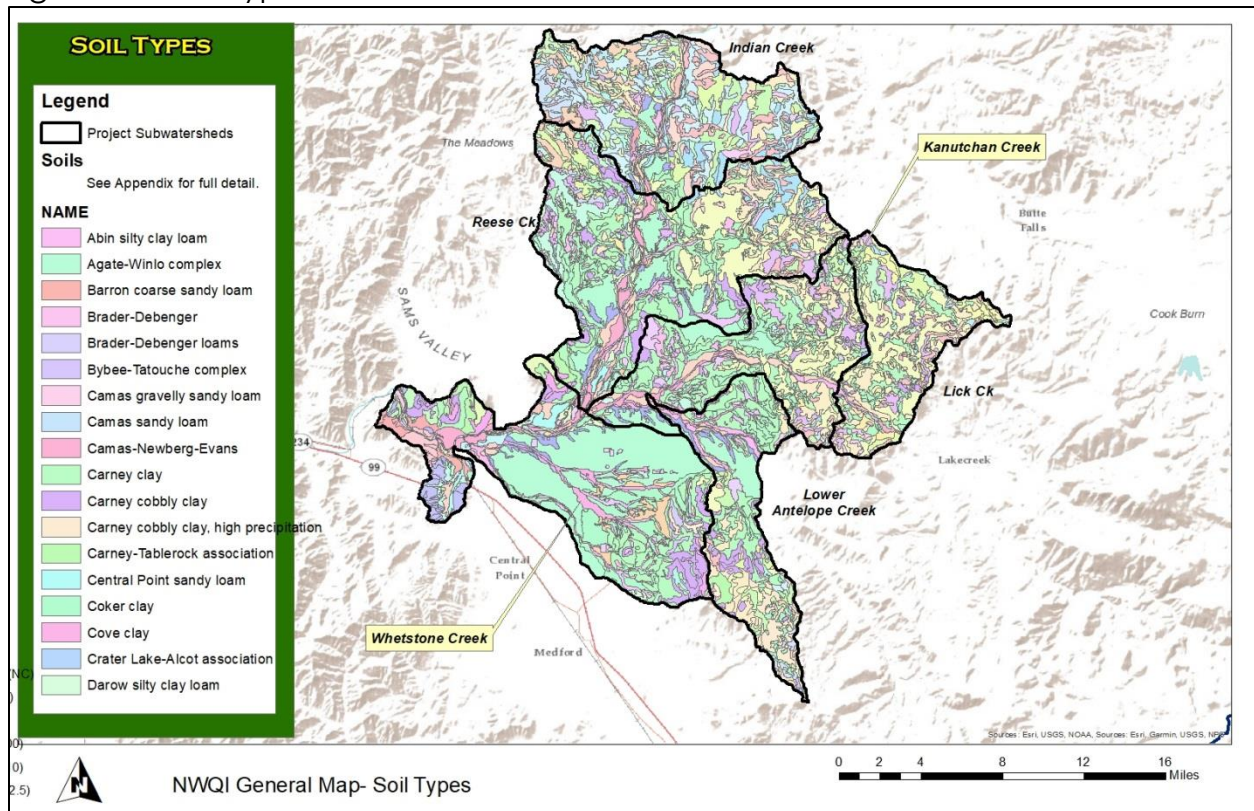 SOIL TYPES
Legend
Project Subwatersheds
Soils
See Appendix for full detail.
NAME
Abin silty clay loam
Agate-Winlo complex
Barron coarse sandy loam
Brader-Debenger
Brader-Debenger loams
Bybee-Tatouche complex
Camas gravelly sandy loam
Camas sandy loam
Camas-Newberg-Evans
Carney clay
Carney cobbly clay
Carney cobbly clay, high precipitation
Carney-Tablerock association
Central Point sandy loam
Coker clay
Cove clay
Crater Lake-Alcot association
Darow silty clay loam
Indian Creek
The Meadows
Kanutchan Creek
Reese Ck
Butte
Falls
SAMS VALLEY
Cook Burn
Lick Ck
234
99
Lakecreek
Lower
Antelope Creek
Central
Point
Whetstone Creek
Medford
Sources: Esri, USGS, NOAA, Sources: Esri, Garmin, USGS, NPS
N
NWQI General Map- Soil Types
0 2 4 8 12 16
Miles